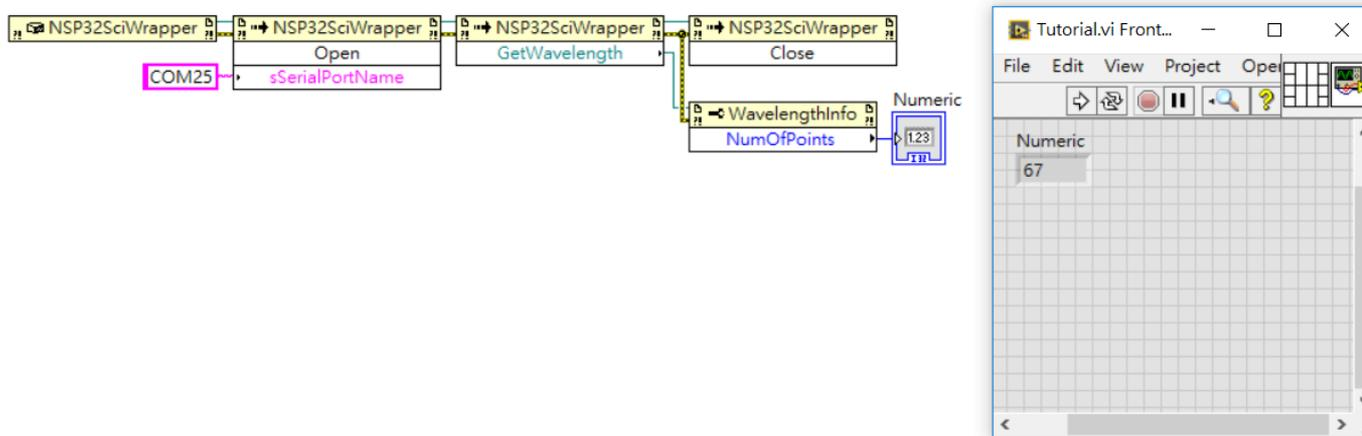 NSP32SciWrapper
NSP32SciWrapper
Open
COM25
sSerialPortName
NSP32SciWrapper
GetWavelength
NSP32SciWrapper
Close
WavelengthInfo
NumOfPoints
Numeric
1.23
I32
Tutorial.vi Front...
File Edit View Project
Numeric
67